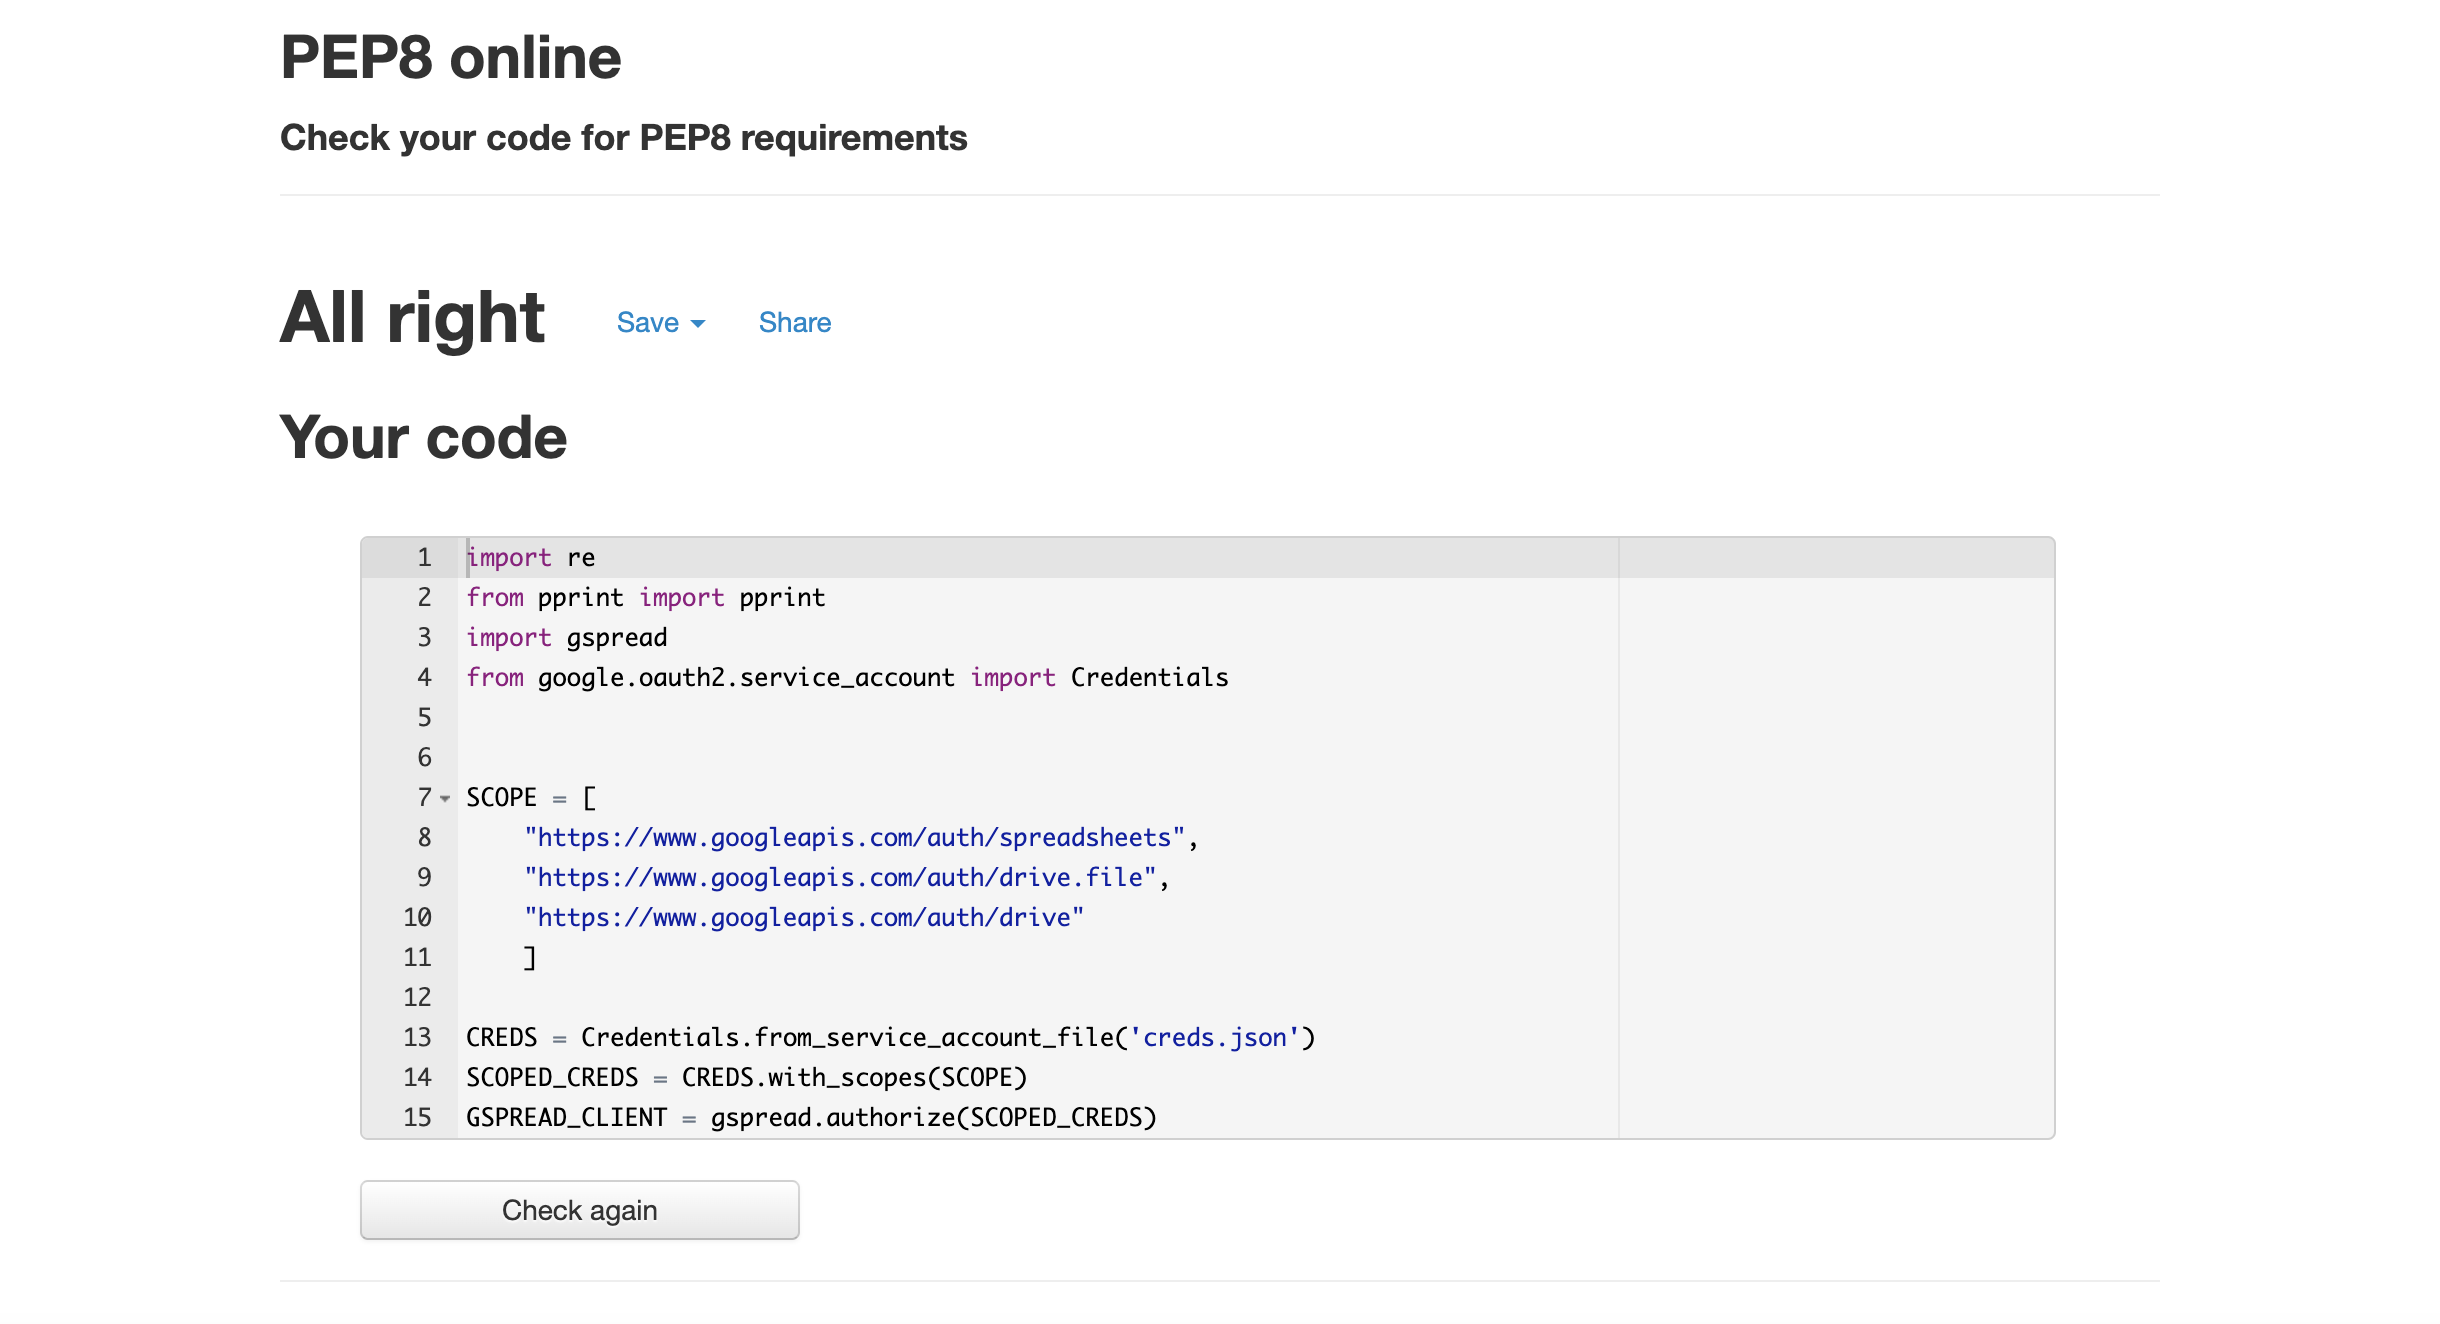 PEP8 online
Check your code for PEP8 requirements
All right Save Share
Your code
1 import re
2 from pprint import pprint
3 import gspread
4 from google.oauth2.service_account import Credentials
5
6
7 SCOPE = [
8     "https://www.googleapis.com/auth/spreadsheets",
9     "https://www.googleapis.com/auth/drive.file",
10     "https://www.googleapis.com/auth/drive"
11     ]
12
13 CREDS = Credentials.from_service_account_file('creds.json')
14 SCOPED_CREDS = CREDS.with_scopes(SCOPE)
15 GSPREAD_CLIENT = gspread.authorize(SCOPED_CREDS)
Check again